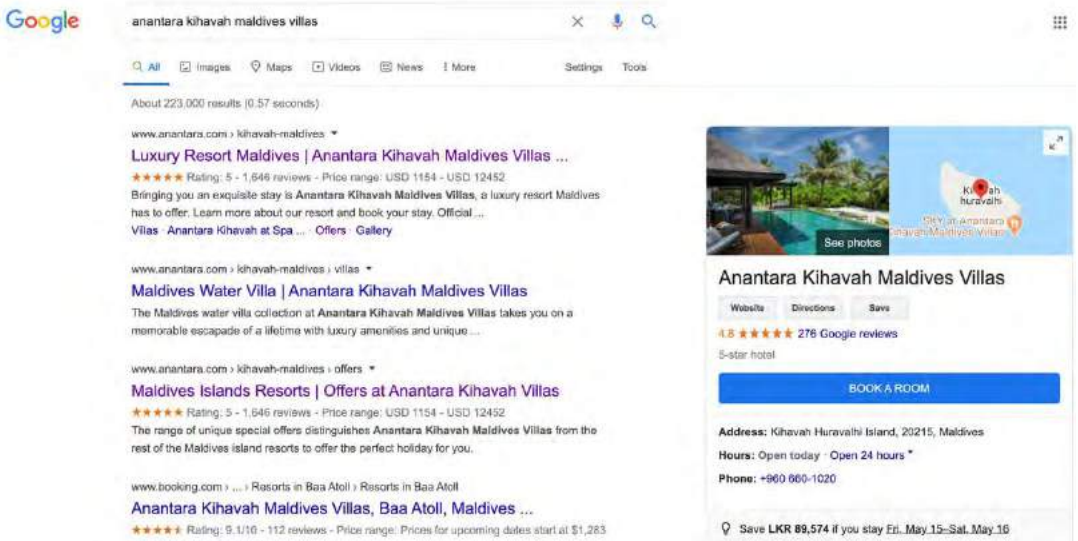 Google
anantara kihavah maldives villas
All Images Maps Videos News More Settings Tools
About 223,000 results (0.57 seconds)
www.anantara.com › kihavah-maldives
Luxury Resort Maldives | Anantara Kihavah Maldives Villas ...
Rating: 5 - 1,646 reviews - Price range: USD 1154 - USD 12452
Bringing you an exquisite stay is Anantara Kihavah Maldives Villas, a luxury resort Maldives
has to offer. Learn more about our resort and book your stay. Official ...
Villas · Anantara Kihavah at Spa ... · Offers · Gallery
www.anantara.com › kihavah-maldives › villas
Maldives Water Villa | Anantara Kihavah Maldives Villas
The Maldives water villa collection at Anantara Kihavah Maldives Villas takes you on a
memorable escapade of a lifetime with luxury amenities and unique ...
www.anantara.com › kihavah-maldives › offers
Maldives Islands Resorts | Offers at Anantara Kihavah Villas
Rating: 5 - 1,646 reviews - Price range: USD 1154 - USD 12452
The range of unique special offers distinguishes Anantara Kihavah Maldives Villas from the
rest of the Maldives island resorts to offer the perfect holiday for you.
www.booking.com › ... › Resorts in Baa Atoll › Resorts in Baa Atoll
Anantara Kihavah Maldives Villas, Baa Atoll, Maldives ...
Rating: 9.1/10 - 112 reviews - Price range: Prices for upcoming dates start at $1,283
huravalhi
SKY at Anantara
Kihavah Maldives Villas
See photos
Anantara Kihavah Maldives Villas
Website Directions Save
4.8 276 Google reviews
5-star hotel
BOOK A ROOM
Address: Kihavah Huravalhi Island, 20215, Maldives
Hours: Open today · Open 24 hours
Phone: +960 660-1020
Save LKR 89,574 if you stay Fri, May 15–Sat, May 16